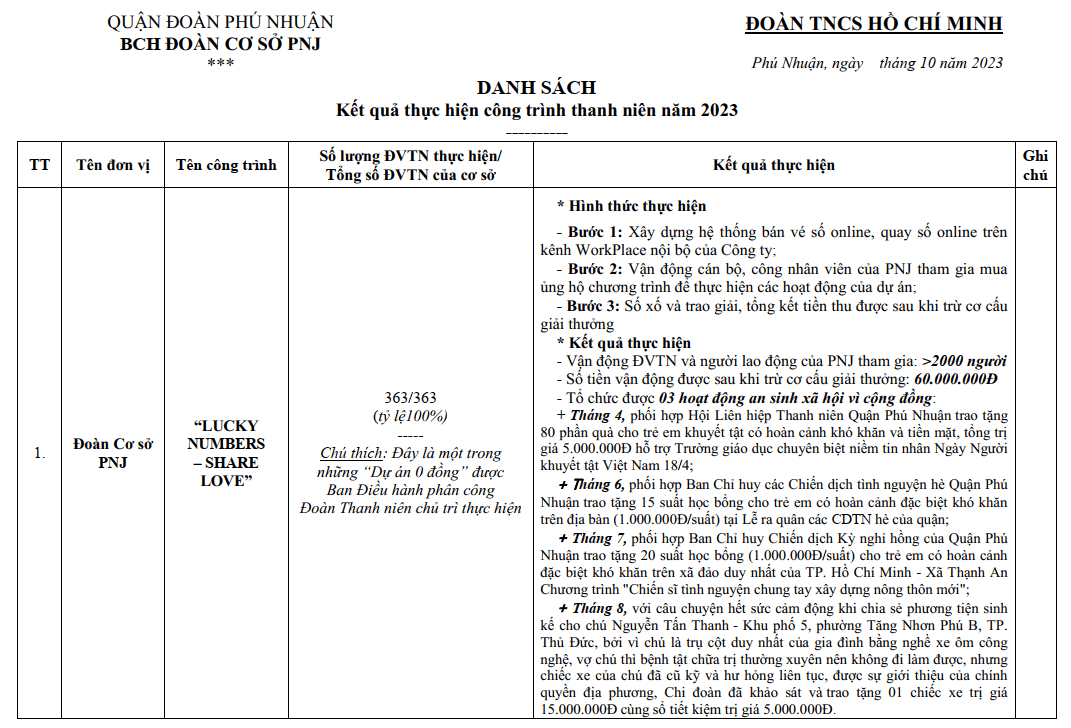 QUẬN ĐOÀN PHÚ NHUẬN
BCH ĐOÀN CƠ SỞ PNJ
***
ĐOÀN TNCS HỒ CHÍ MINH
Phú Nhuận, ngày tháng 10 năm 2023
DANH SÁCH
Kết quả thực hiện công trình thanh niên năm 2023
----------
TT
Tên đơn vị
Tên công trình
Số lượng ĐVTN thực hiện/
Tổng số ĐVTN của cơ sở
Kết quả thực hiện
Ghi
chú
1.
Đoàn Cơ sở
PNJ
“LUCKY
NUMBERS
– SHARE
LOVE”
363/363
(tỷ lệ100%)
-----
Chú thích: Đây là một trong
những “Dự án 0 đồng” được
Ban Điều hành phân công
Đoàn Thanh niên chủ trì thực hiện
* Hình thức thực hiện
- Bước 1: Xây dựng hệ thống bán vé số online, quay số online trên
kênh WorkPlace nội bộ của Công ty;
- Bước 2: Vận động cán bộ, công nhân viên của PNJ tham gia mua
ủng hộ chương trình để thực hiện các hoạt động của dự án;
- Bước 3: Số xố và trao giải, tổng kết tiền thu được sau khi trừ cơ cấu
giải thưởng
* Kết quả thực hiện
- Vận động ĐVTN và người lao động của PNJ tham gia: >2000 người
- Số tiền vận động được sau khi trừ cơ cấu giải thưởng: 60.000.000Đ
- Tổ chức được 03 hoạt động an sinh xã hội vì cộng đồng:
+ Tháng 4, phối hợp Hội Liên hiệp Thanh niên Quận Phú Nhuận trao tặng
80 phần quà cho trẻ em khuyết tật có hoàn cảnh khó khăn và tiền mặt, tổng trị
giá 5.000.000Đ hỗ trợ Trường giáo dục chuyên biệt niềm tin nhân Ngày Người
khuyết tật Việt Nam 18/4;
+ Tháng 6, phối hợp Ban Chỉ huy các Chiến dịch tình nguyện hè Quận Phú
Nhuận trao tặng 15 suất học bổng cho trẻ em có hoàn cảnh đặc biệt khó khăn
trên địa bàn (1.000.000Đ/suất) tại Lễ ra quân các CDTN hè của quận;
+ Tháng 7, phối hợp Ban Chỉ huy Chiến dịch Kỳ nghỉ hồng của Quận Phú
Nhuận trao tặng 20 suất học bổng (1.000.000Đ/suất) cho trẻ em có hoàn cảnh
đặc biệt khó khăn trên xã đảo duy nhất của TP. Hồ Chí Minh - Xã Thạnh An
Chương trình "Chiến sĩ tình nguyện chung tay xây dựng nông thôn mới";
+ Tháng 8, với câu chuyện hết sức cảm động khi chia sẻ phương tiện sinh
kế cho chú Nguyễn Tấn Thanh - Khu phố 5, phường Tăng Nhơn Phú B, TP.
Thủ Đức, bởi vì chú là trụ cột duy nhất của gia đình bằng nghề xe ôm công
nghệ, vợ chú thì bệnh tật chữa trị thường xuyên nên không đi làm được, nhưng
chiếc xe của chú đã cũ kỹ và hư hỏng liên tục, được sự giới thiệu của chính
quyền địa phương, Chi đoàn đã khảo sát và trao tặng 01 chiếc xe trị giá
15.000.000Đ cùng sổ tiết kiệm trị giá 5.000.000Đ.